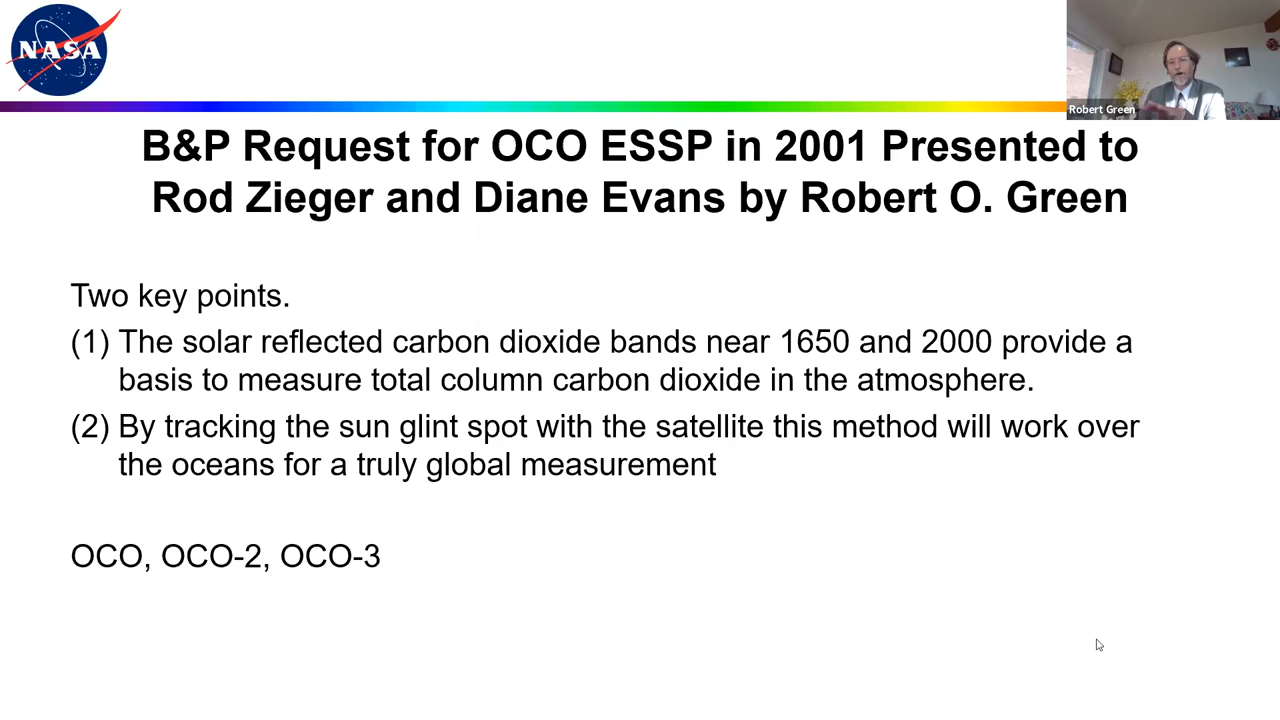 NASA
Robert Green
B&P Request for OCO ESSP in 2001 Presented to
Rod Zieger and Diane Evans by Robert O. Green
Two key points.
(1) The solar reflected carbon dioxide bands near 1650 and 2000 provide a
basis to measure total column carbon dioxide in the atmosphere.
(2) By tracking the sun glint spot with the satellite this method will work over
the oceans for a truly global measurement
OCO, OCO-2, OCO-3